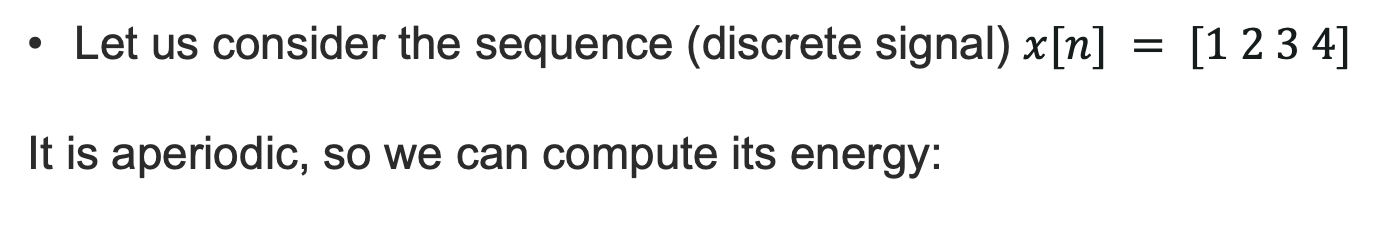 • Let us consider the sequence (discrete signal) x[n] = [1 2 3 4]
It is aperiodic, so we can compute its energy: